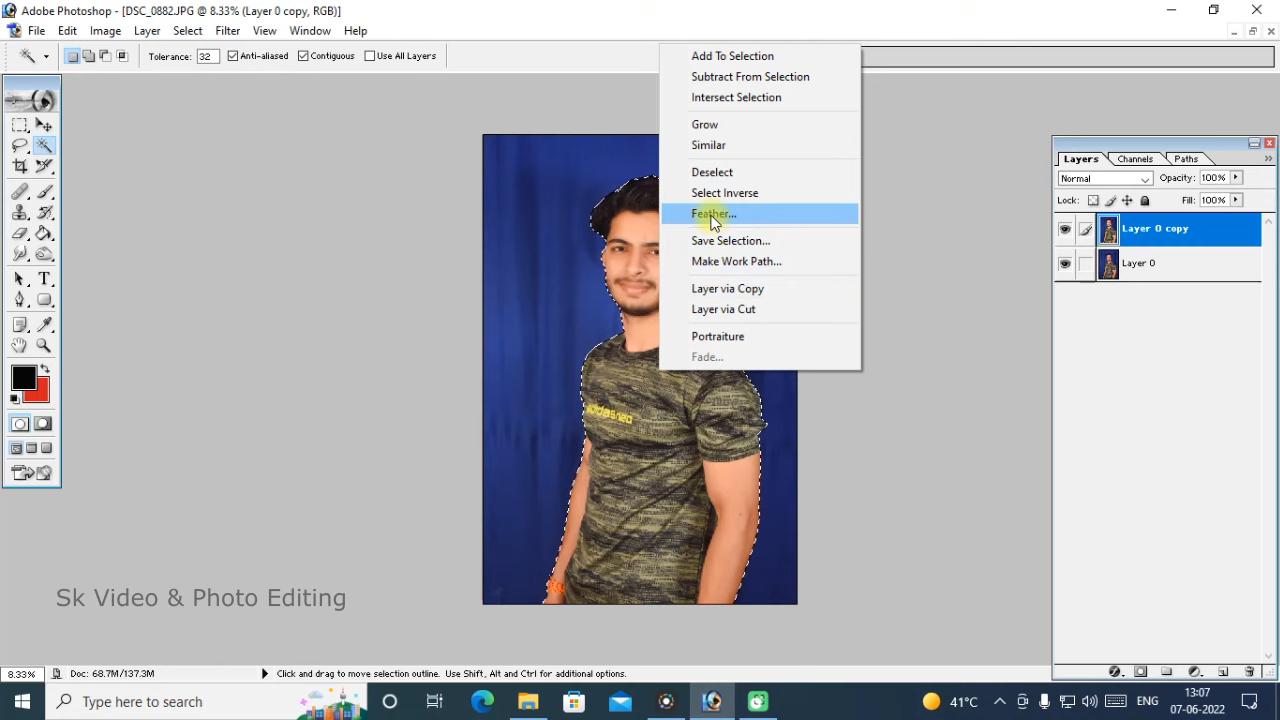 Adobe Photoshop - [DSC_0882.JPG @ 8.33% (Layer 0 copy, RGB)]
File Edit Image Layer Select Filter View Window Help
Tolerance: 32 Anti-aliased Contiguous Use All Layers
Add To Selection
Subtract From Selection
Intersect Selection
Grow
Similar
Deselect
Select Inverse
Feather...
Save Selection...
Make Work Path...
Layer via Copy
Layer via Cut
Portraiture
Fade...
Layers Channels Paths
Normal Opacity: 100%
Lock: Fill: 100%
Layer 0 copy
Layer 0
Sk Video & Photo Editing
8.33% Doc: 68.7M/137.3M Click and drag to move selection outline. Use Shift, Alt and Ctrl for additional options.
Type here to search
41°C ENG
13:07
07-06-2022